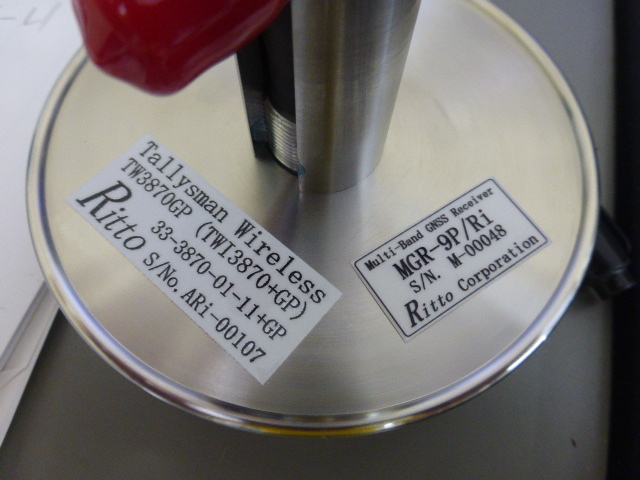 Tallysman Wireless
TW3870GP (TWI3870+GP)
33-3870-01-11+GP
Ritto S/No. ARi-00107
Multi-Band GNSS Receiver
MGR-9P/Ri
S/N. M-00048
Ritto Corporation